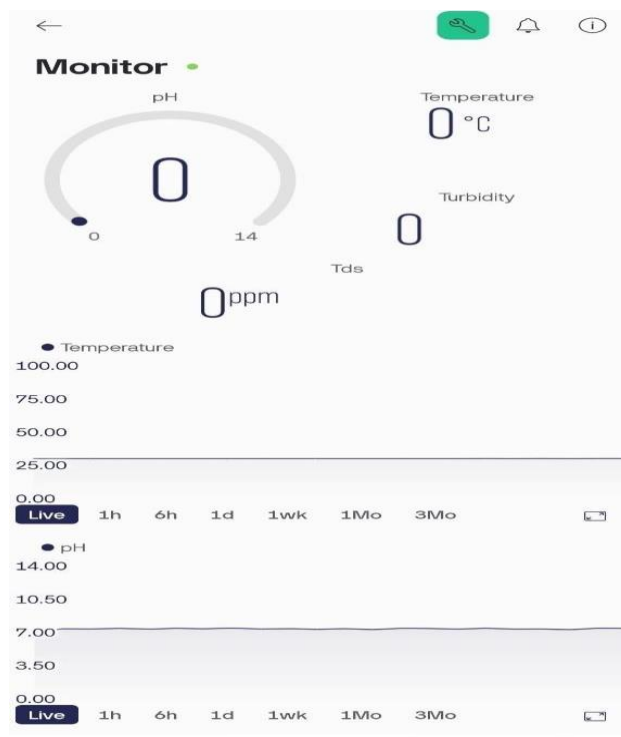 Monitor
pH
0
0 14
Temperature
0 °C
Turbidity
0
Tds
0 ppm
Temperature
100.00
75.00
50.00
25.00
0.00
Live 1h 6h 1d 1wk 1Mo 3Mo
pH
14.00
10.50
7.00
3.50
0.00
Live 1h 6h 1d 1wk 1Mo 3Mo